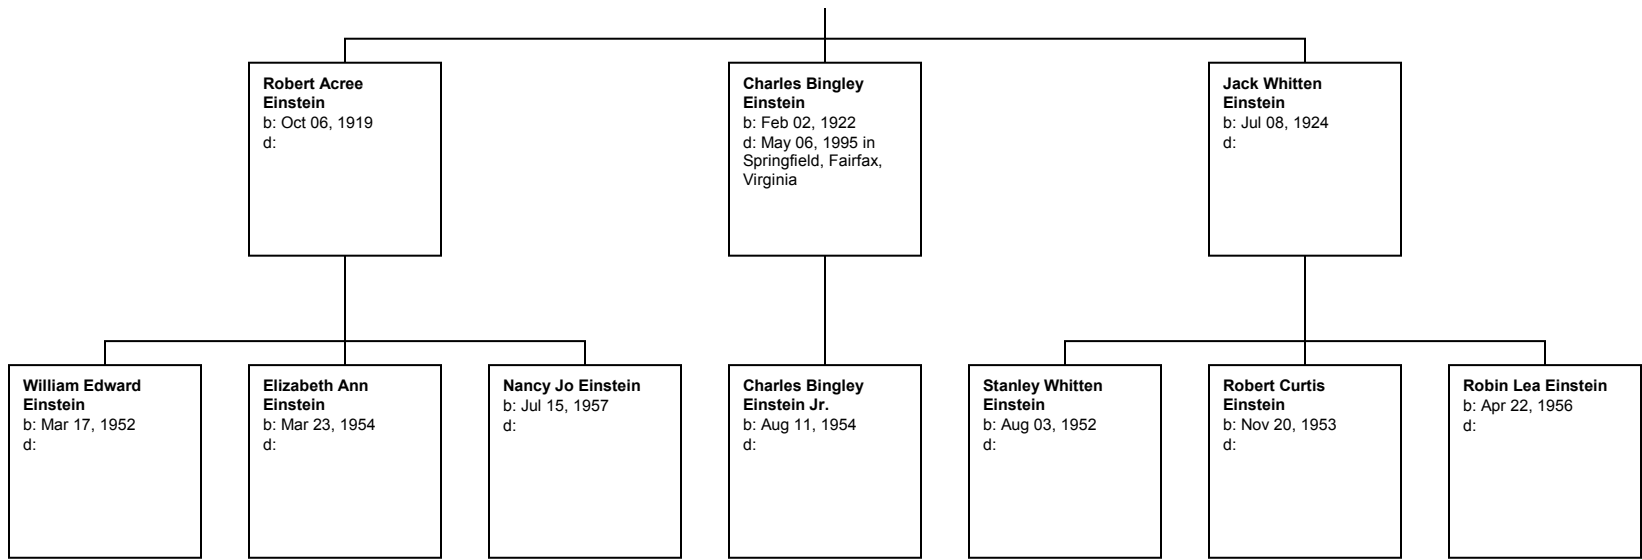 Robert Acree
Einstein
b: Oct 06, 1919
d:
Charles Bingley
Einstein
b: Feb 02, 1922
d: May 06, 1995 in
Springfield, Fairfax,
Virginia
Jack Whitten
Einstein
b: Jul 08, 1924
d:
William Edward
Einstein
b: Mar 17, 1952
d:
Elizabeth Ann
Einstein
b: Mar 23, 1954
d:
Nancy Jo Einstein
b: Jul 15, 1957
d:
Charles Bingley
Einstein Jr.
b: Aug 11, 1954
d:
Stanley Whitten
Einstein
b: Aug 03, 1952
d:
Robert Curtis
Einstein
b: Nov 20, 1953
d:
Robin Lea Einstein
b: Apr 22, 1956
d: